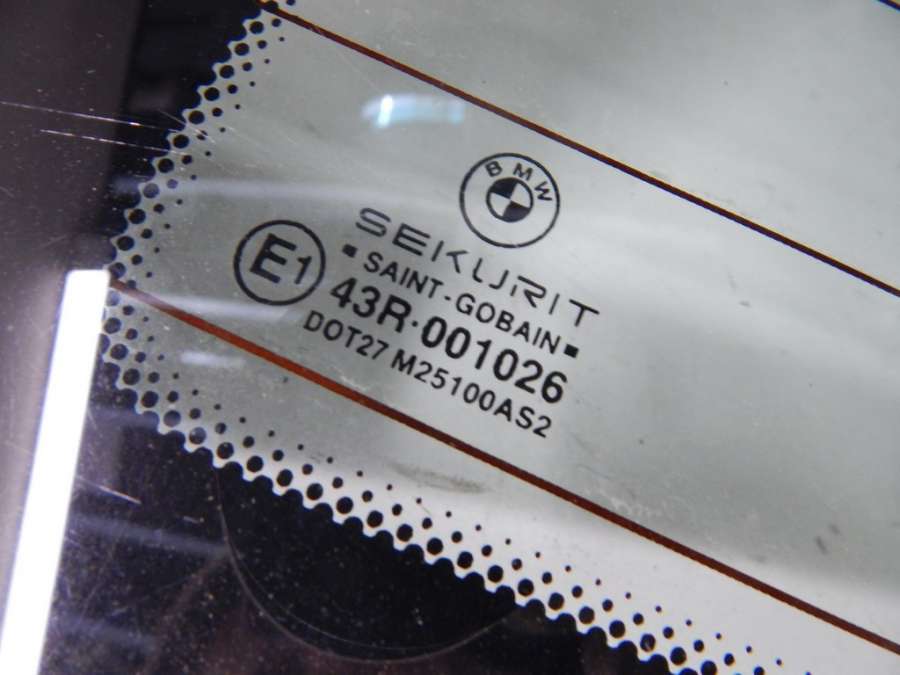 BMW
SEKURIT
▪ SAINT-GOBAIN ▪
E1
43R·001026
DOT27 M25100AS2